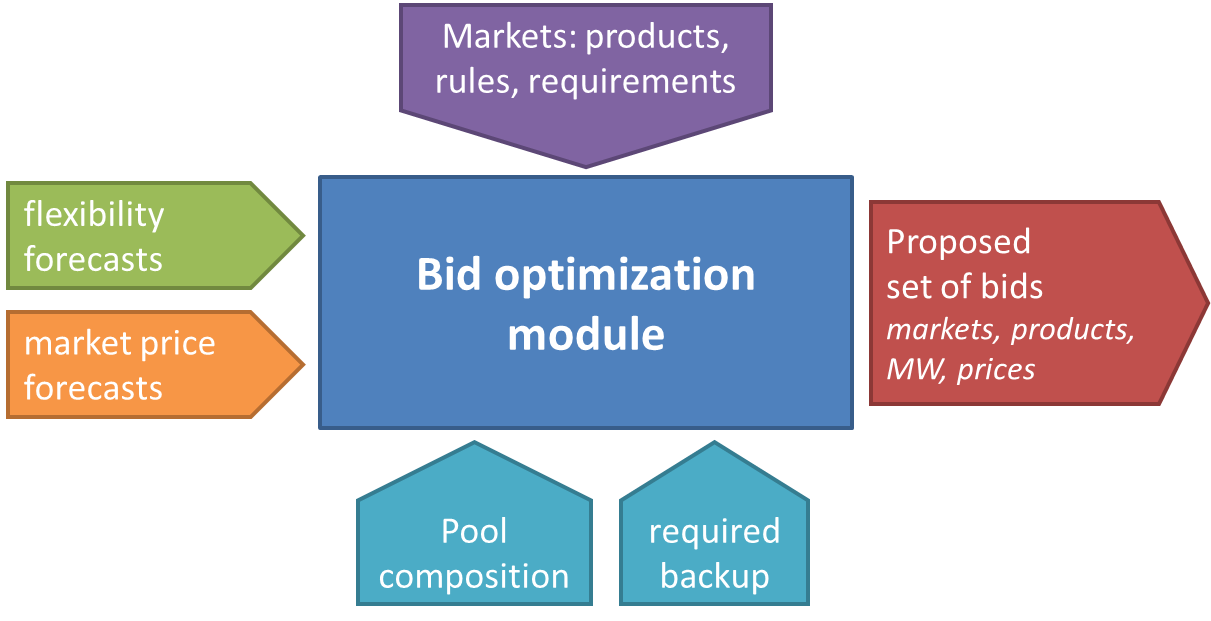 Markets: products,
rules, requirements
flexibility
forecasts
market price
forecasts
Bid optimization
module
Proposed
set of bids
markets, products,
MW, prices
Pool
composition
required
backup